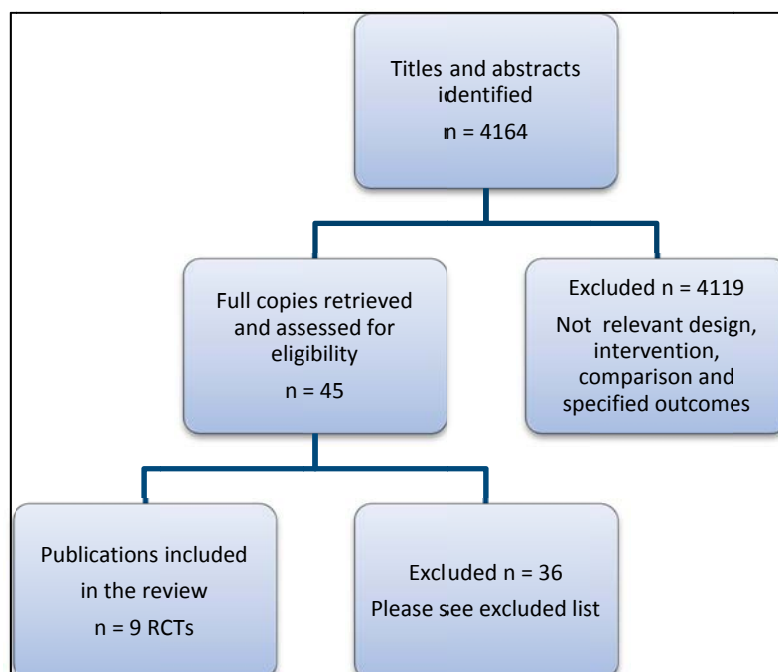 Titles and abstracts
identified
n = 4164
Full copies retrieved
and assessed for
eligibility
n = 45
Excluded n = 4119
Not relevant design,
intervention,
comparison and
specified outcomes
Publications included
in the review
n = 9 RCTs
Excluded n = 36
Please see excluded list